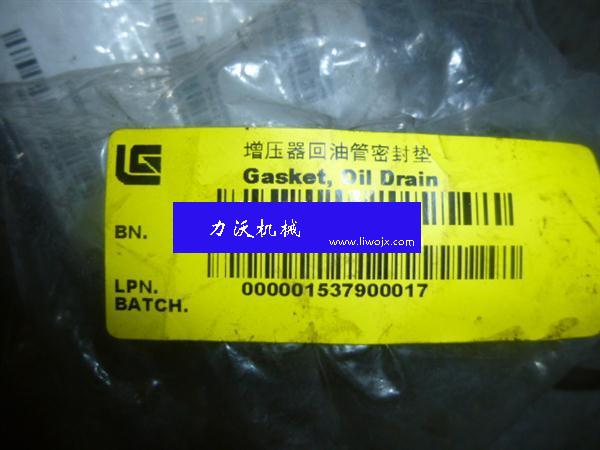 增压器回油管密封垫
Gasket, Oil Drain
BN.
力沃机械
www.liwojx.com
LPN.
000001537900017
BATCH.